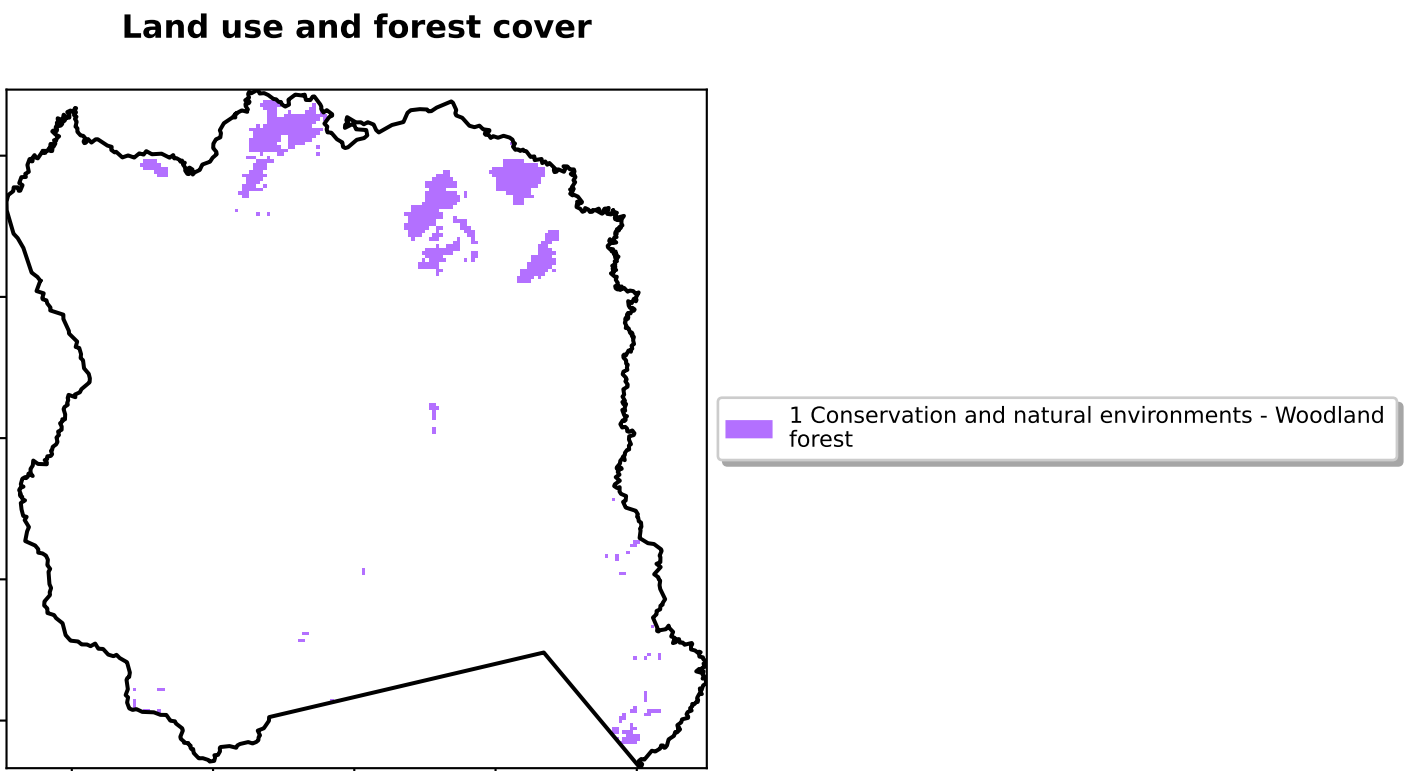 Land use and forest cover
1 Conservation and natural environments - Woodland
forest